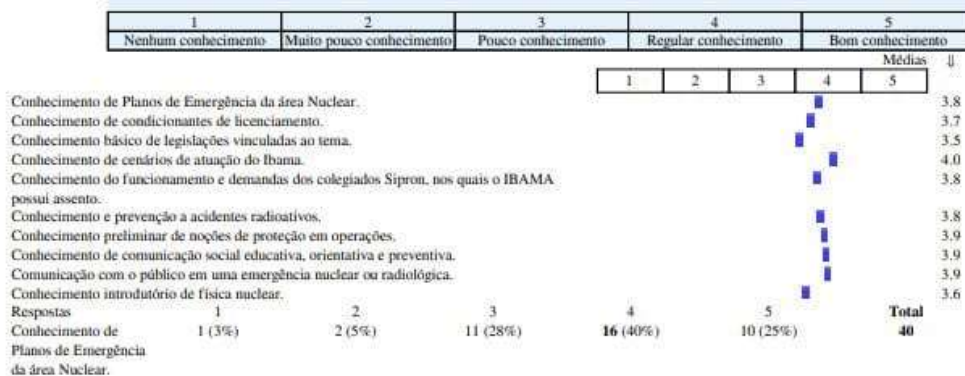 1 2 3 4 5
Nenhum conhecimento Muito pouco conhecimento Pouco conhecimento Regular conhecimento Bom conhecimento
Médias ⇓
1 2 3 4 5
Conhecimento de Planos de Emergência da área Nuclear. 3.8
Conhecimento de condicionantes de licenciamento. 3.7
Conhecimento básico de legislações vinculadas ao tema. 3.5
Conhecimento de cenários de atuação do Ibama. 4.0
Conhecimento do funcionamento e demandas dos colegiados Sipron, nos quais o IBAMA 3.8
possui assento.
Conhecimento e prevenção a acidentes radioativos. 3.8
Conhecimento preliminar de noções de proteção em operações. 3.9
Conhecimento de comunicação social educativa, orientativa e preventiva. 3.9
Comunicação com o público em uma emergência nuclear ou radiológica. 3.9
Conhecimento introdutório de física nuclear. 3.6
Respostas 1 2 3 4 5 Total
Conhecimento de 1 (3%) 2 (5%) 11 (28%) 16 (40%) 10 (25%) 40
Planos de Emergência
da área Nuclear.